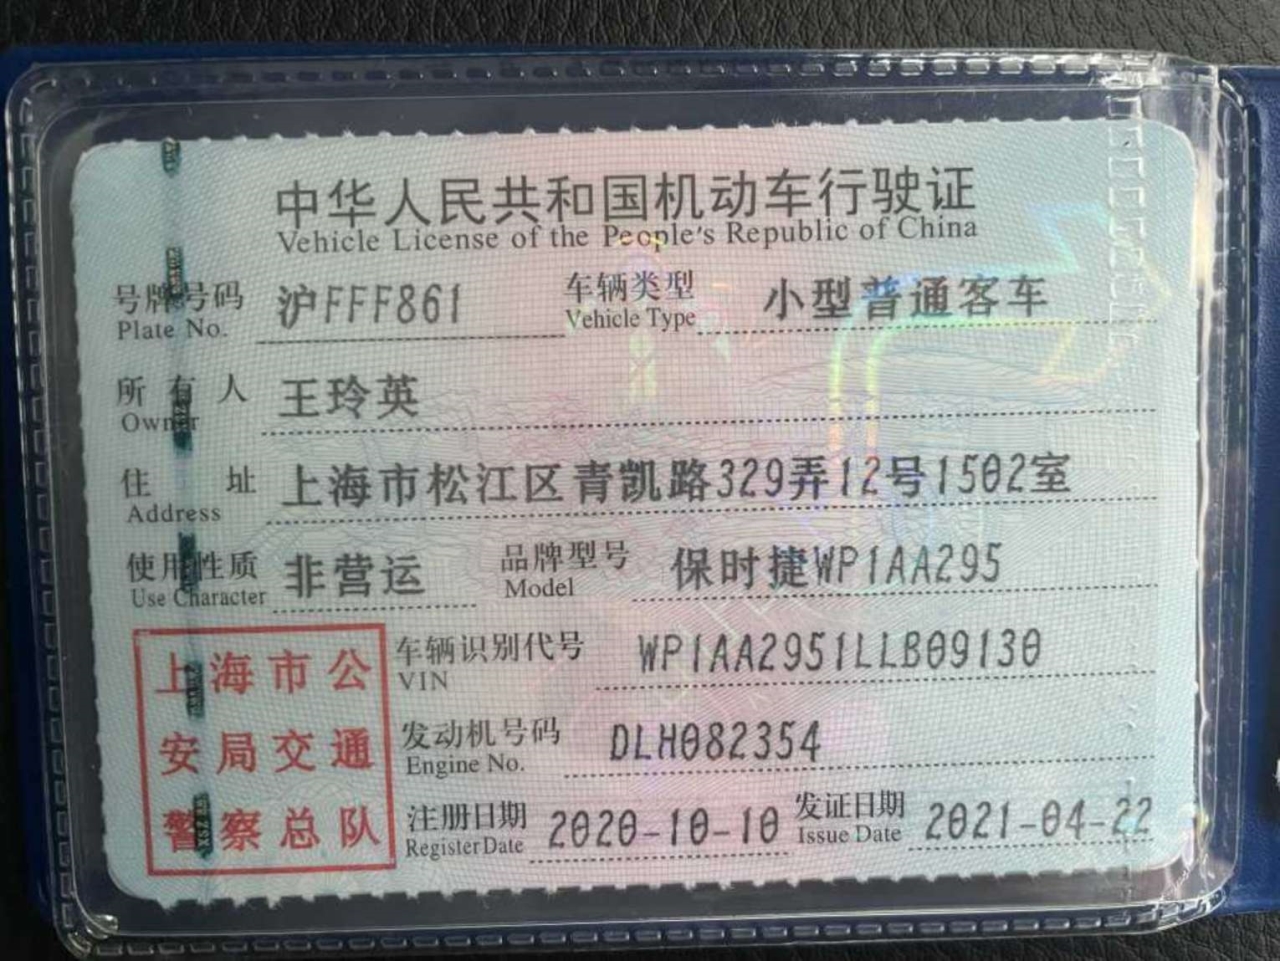 中华人民共和国机动车行驶证
Vehicle License of the People's Republic of China
号牌号码 沪FFF861 车辆类型 小型普通客车
Plate No. Vehicle Type
所有人 王玲英
Owner
住址 上海市松江区青凯路329弄12号1502室
Address
使用性质 非营运 品牌型号 保时捷WP1AA295
Use Character Model
上海市公 车辆识别代号 WP1AA2951LLB09130
VIN
安局交通 发动机号码 DLH082354
Engine No.
警察总队 注册日期 2020-10-10 发证日期 2021-04-22
Register Date Issue Date